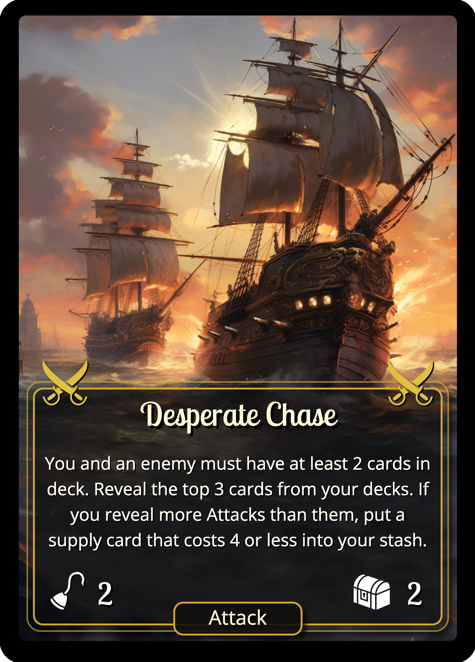 Desperate Chase
You and an enemy must have at least 2 cards in
deck. Reveal the top 3 cards from your decks. If
you reveal more Attacks than them, put a
supply card that costs 4 or less into your stash.
2
2
Attack